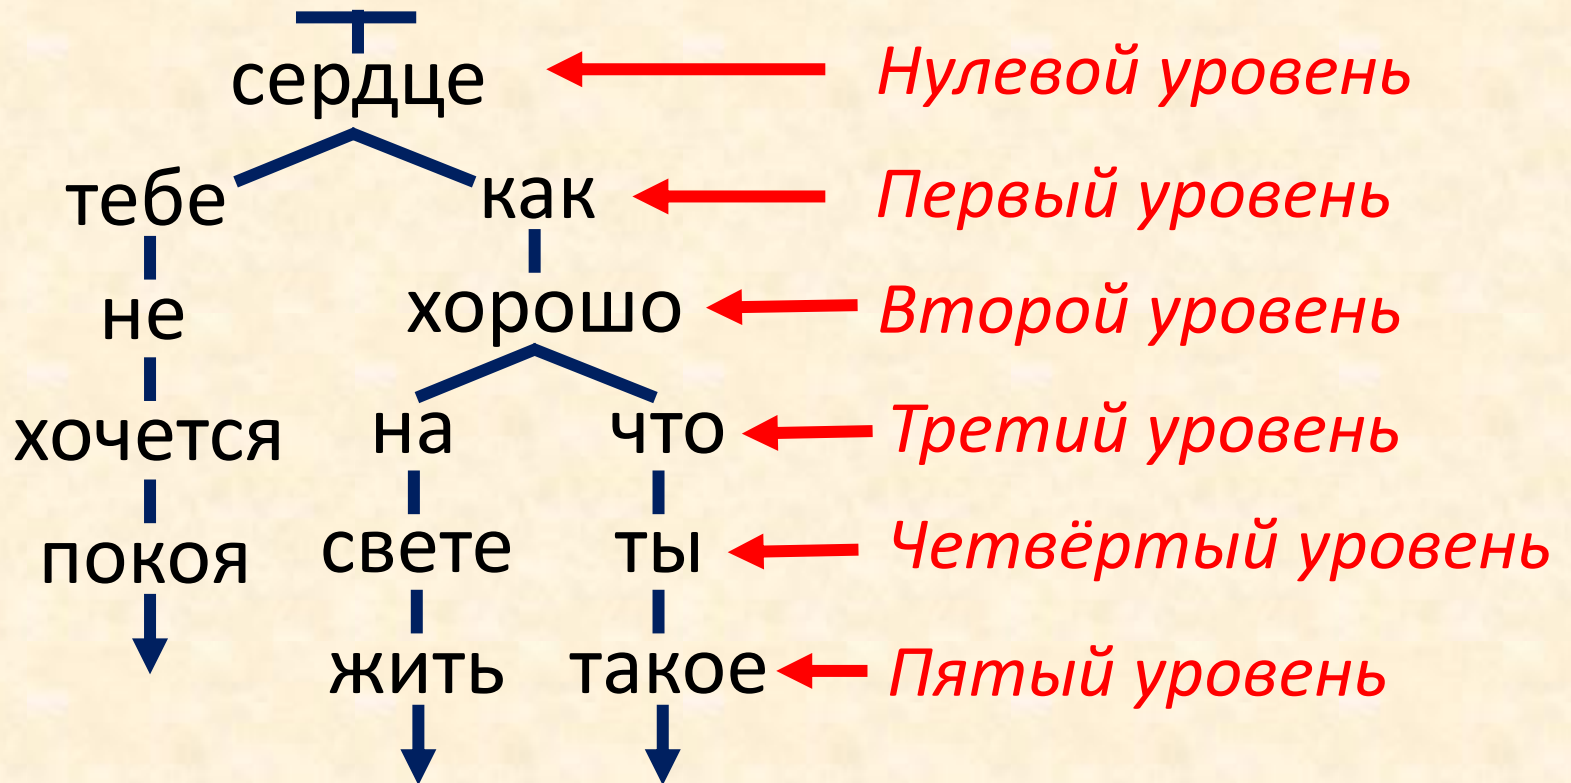 сердце Нулевой уровень
тебе как Первый уровень
не хорошо Второй уровень
хочется на что Третий уровень
покоя свете ты Четвёртый уровень
жить такое Пятый уровень